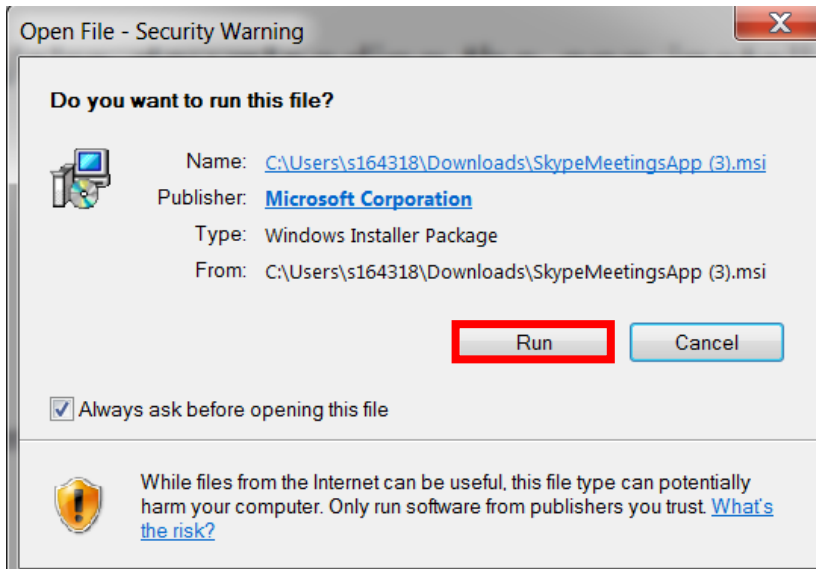 Open File - Security Warning
Do you want to run this file?
Name: C:\Users\s164318\Downloads\SkypeMeetingsApp (3).msi
Publisher: Microsoft Corporation
Type: Windows Installer Package
From: C:\Users\s164318\Downloads\SkypeMeetingsApp (3).msi
Run Cancel
Always ask before opening this file
While files from the Internet can be useful, this file type can potentially
harm your computer. Only run software from publishers you trust. What's
the risk?